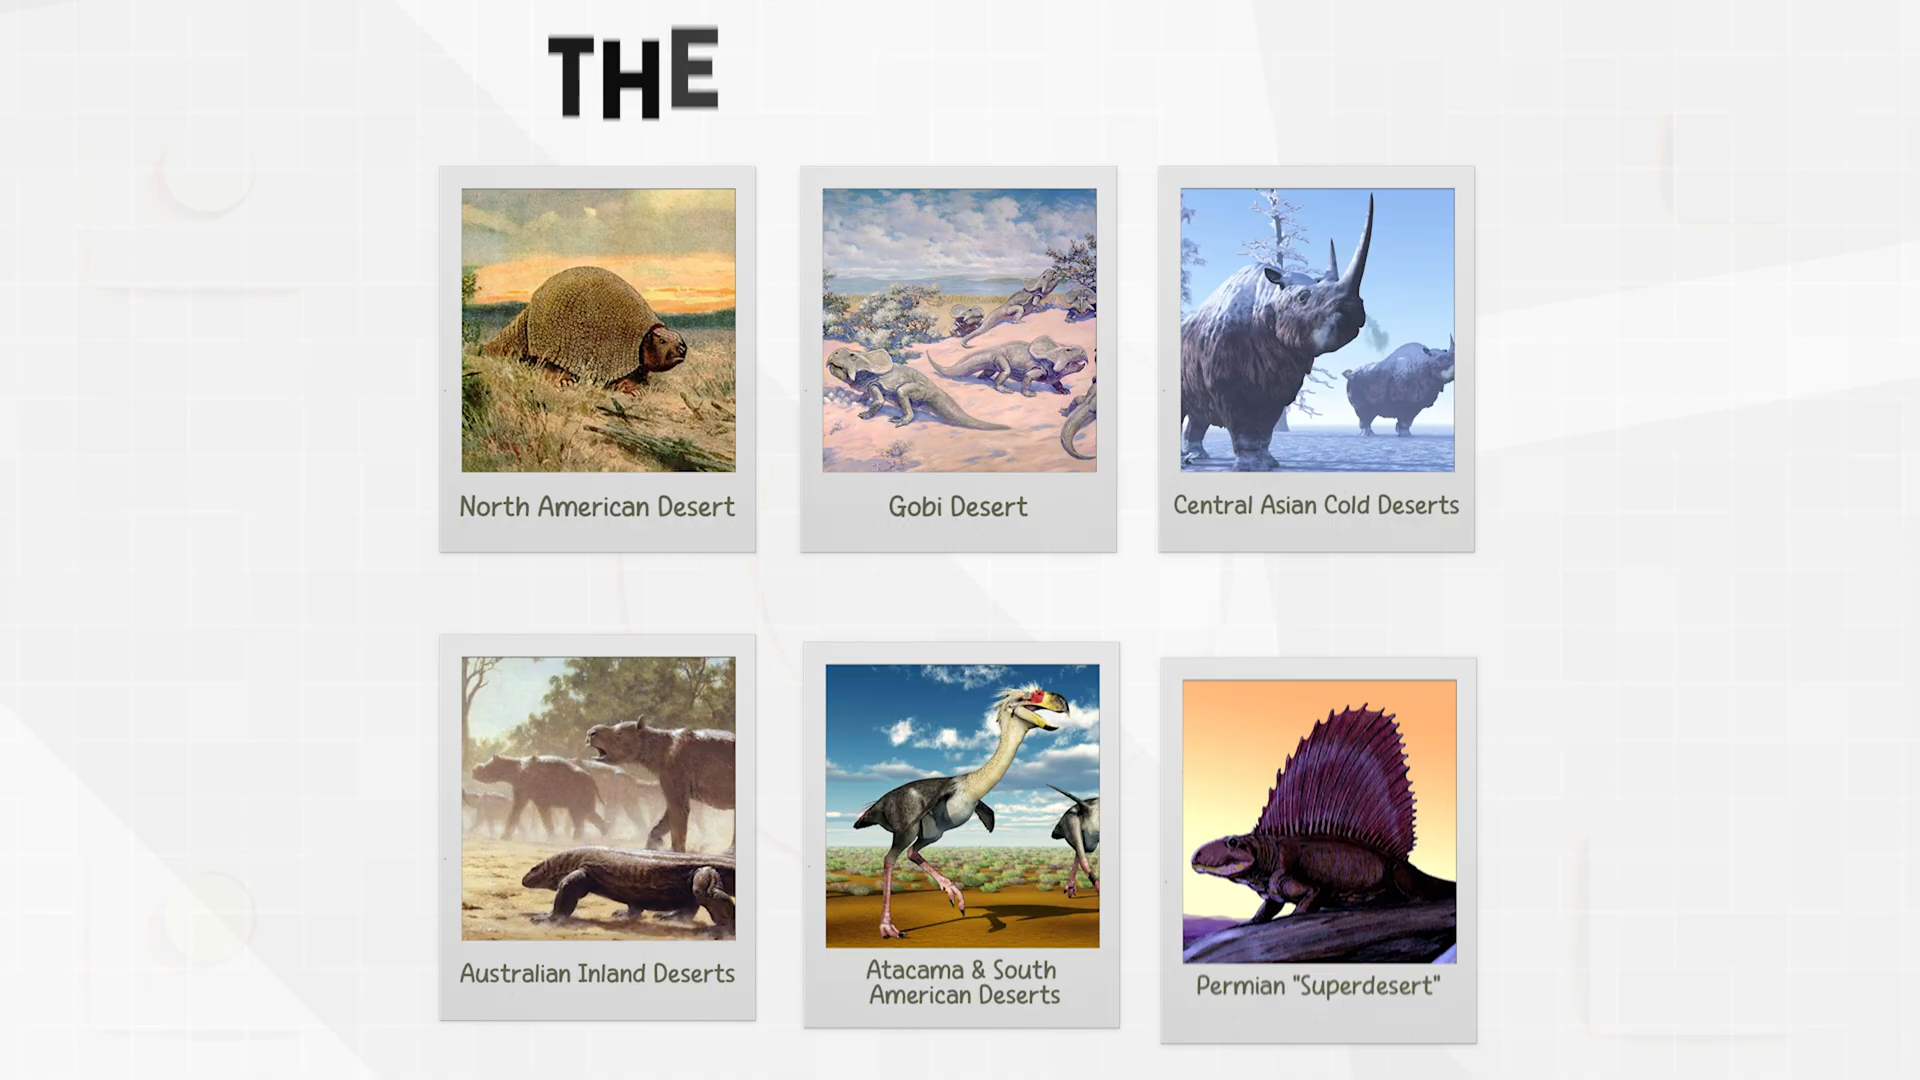 THE
North American Desert
Gobi Desert
Central Asian Cold Deserts
Australian Inland Deserts
Atacama & South
American Deserts
Permian "Superdesert"